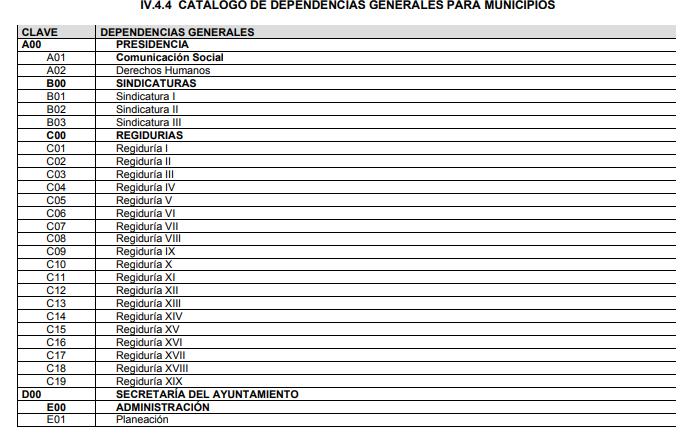 IV.4.4 CATÁLOGO DE DEPENDENCIAS GENERALES PARA MUNICIPIOS
CLAVE DEPENDENCIAS GENERALES
A00 PRESIDENCIA
A01 Comunicación Social
A02 Derechos Humanos
B00 SINDICATURAS
B01 Sindicatura I
B02 Sindicatura II
B03 Sindicatura III
C00 REGIDURIAS
C01 Regiduría I
C02 Regiduría II
C03 Regiduría III
C04 Regiduría IV
C05 Regiduría V
C06 Regiduría VI
C07 Regiduría VII
C08 Regiduría VIII
C09 Regiduría IX
C10 Regiduría X
C11 Regiduría XI
C12 Regiduría XII
C13 Regiduría XIII
C14 Regiduría XIV
C15 Regiduría XV
C16 Regiduría XVI
C17 Regiduría XVII
C18 Regiduría XVIII
C19 Regiduría XIX
D00 SECRETARÍA DEL AYUNTAMIENTO
E00 ADMINISTRACIÓN
E01 Planeación